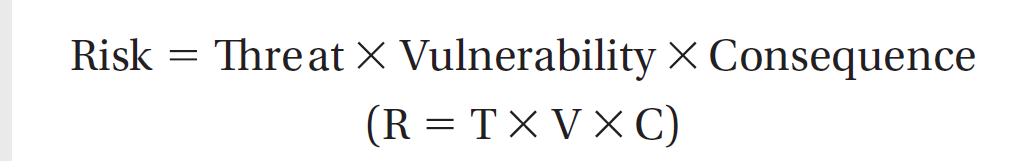 Risk = Threat × Vulnerability × Consequence
(R = T × V × C)